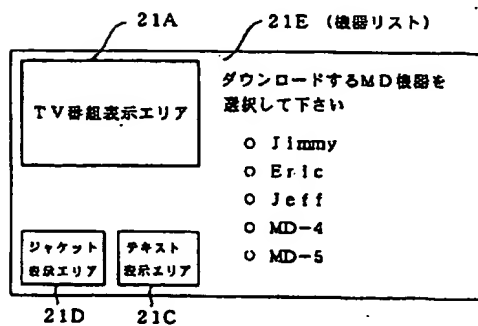 21A
21E (機器リスト)
TV番組表示エリア
ダウンロードするMD機器を
選択して下さい
○ Jimmy
○ Eric
○ Jeff
○ MD-4
○ MD-5
ジャケット
表示エリア
テキスト
表示エリア
21D
21C